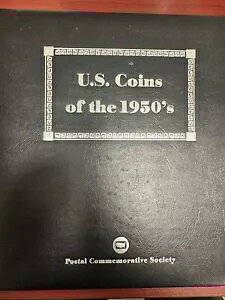 U.S. Coins
of the 1950's
Postal Commemorative Society